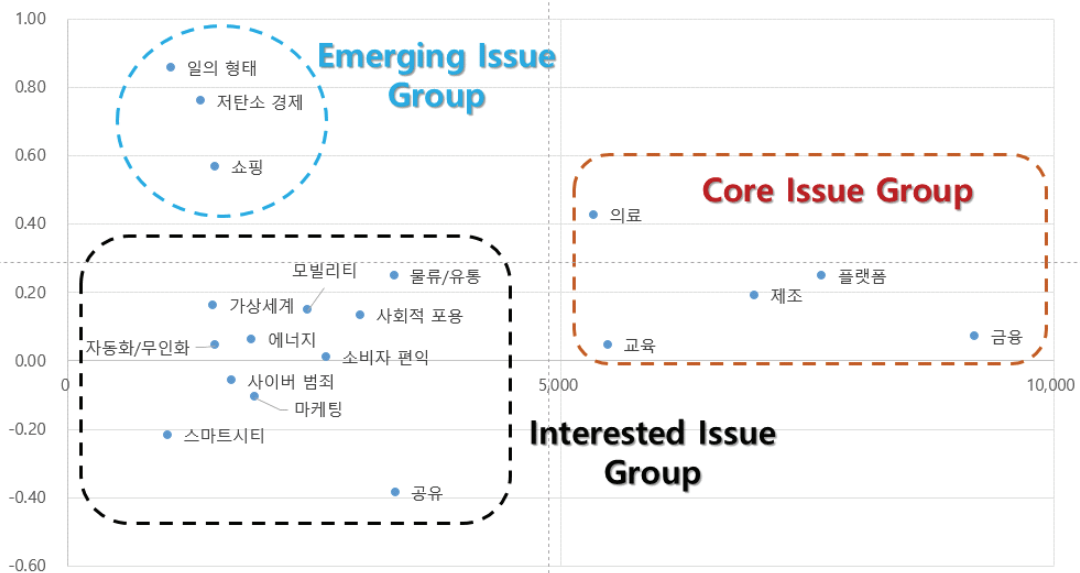 1.00
0.80
0.60
0.40
0.20
0.00
-0.20
-0.40
-0.60
0
5,000
10,000
Emerging Issue
Group
일의 형태
저탄소 경제
쇼핑
Core Issue Group
의료
플랫폼
제조
금융
교육
모빌리티
물류/유통
가상세계
사회적 포용
에너지
자동화/무인화
소비자 편익
사이버 범죄
마케팅
스마트시티
공유
Interested Issue
Group